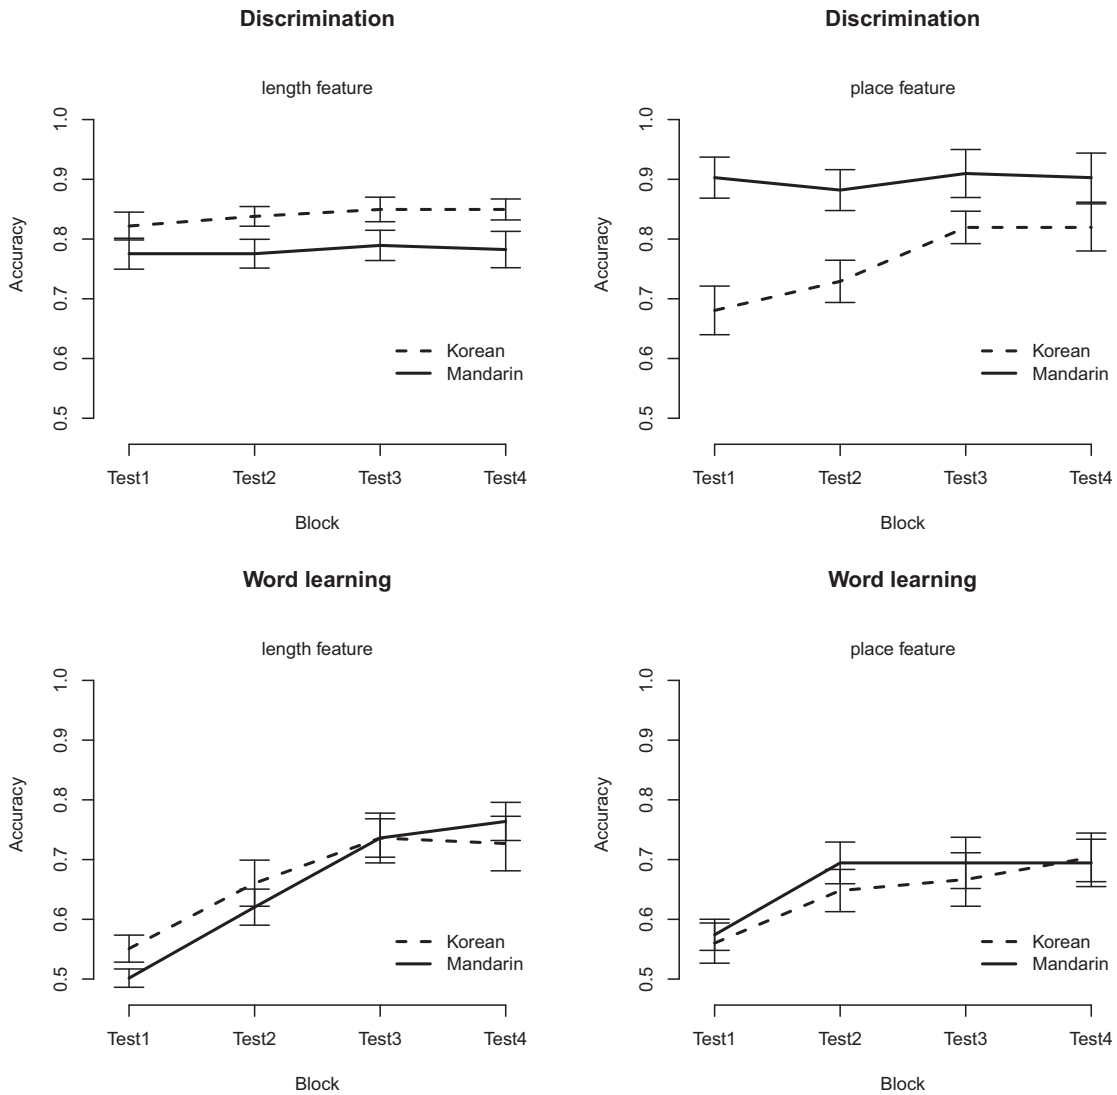 Discrimination
length feature
Accuracy
1.0
0.9
0.8
0.7
0.6
0.5
Korean
Mandarin
Test1 Test2 Test3 Test4
Block
Discrimination
place feature
Accuracy
1.0
0.9
0.8
0.7
0.6
0.5
Korean
Mandarin
Test1 Test2 Test3 Test4
Block
Word learning
length feature
Accuracy
1.0
0.9
0.8
0.7
0.6
0.5
Korean
Mandarin
Test1 Test2 Test3 Test4
Block
Word learning
place feature
Accuracy
1.0
0.9
0.8
0.7
0.6
0.5
Korean
Mandarin
Test1 Test2 Test3 Test4
Block